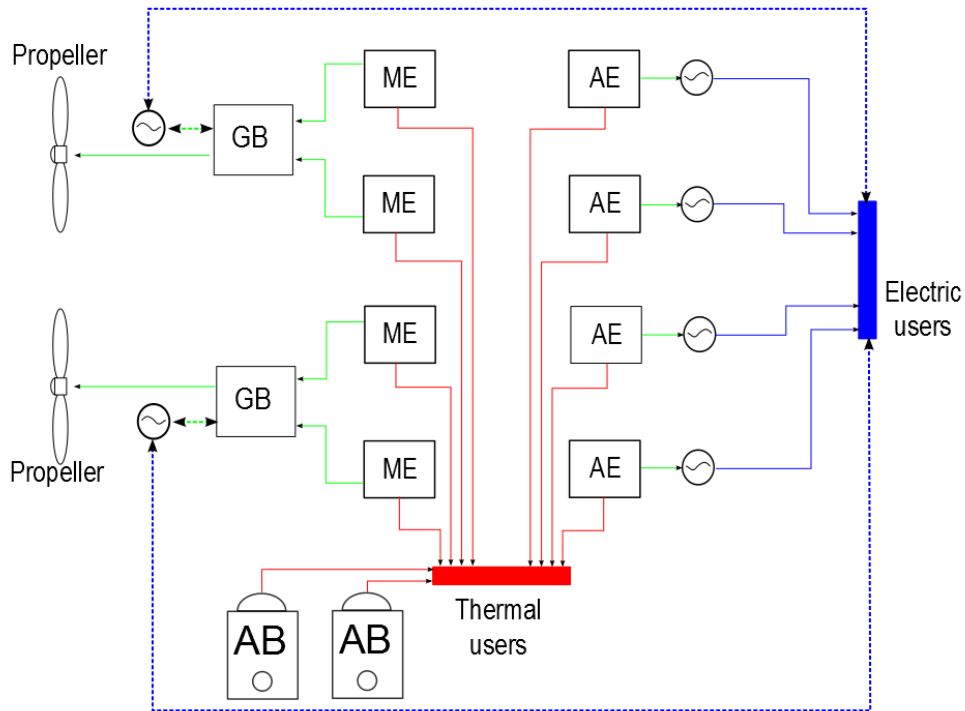 Propeller
GB
ME
AE
ME
AE
Electric
users
ME
AE
GB
Propeller
ME
AE
AB
AB
Thermal
users